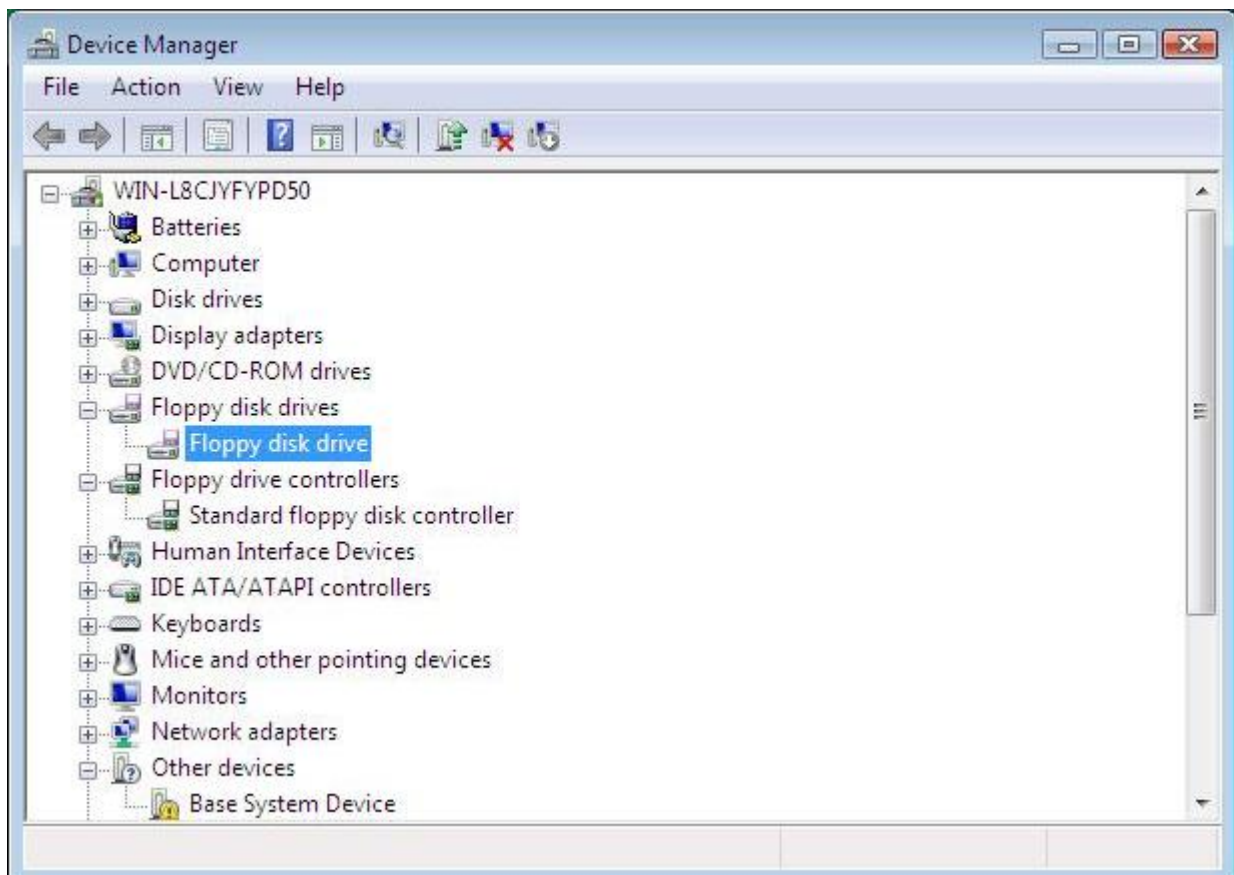 Device Manager
File Action View Help
WIN-L8CJYFYPD50
Batteries
Computer
Disk drives
Display adapters
DVD/CD-ROM drives
Floppy disk drives
Floppy disk drive
Floppy drive controllers
Standard floppy disk controller
Human Interface Devices
IDE ATA/ATAPI controllers
Keyboards
Mice and other pointing devices
Monitors
Network adapters
Other devices
Base System Device